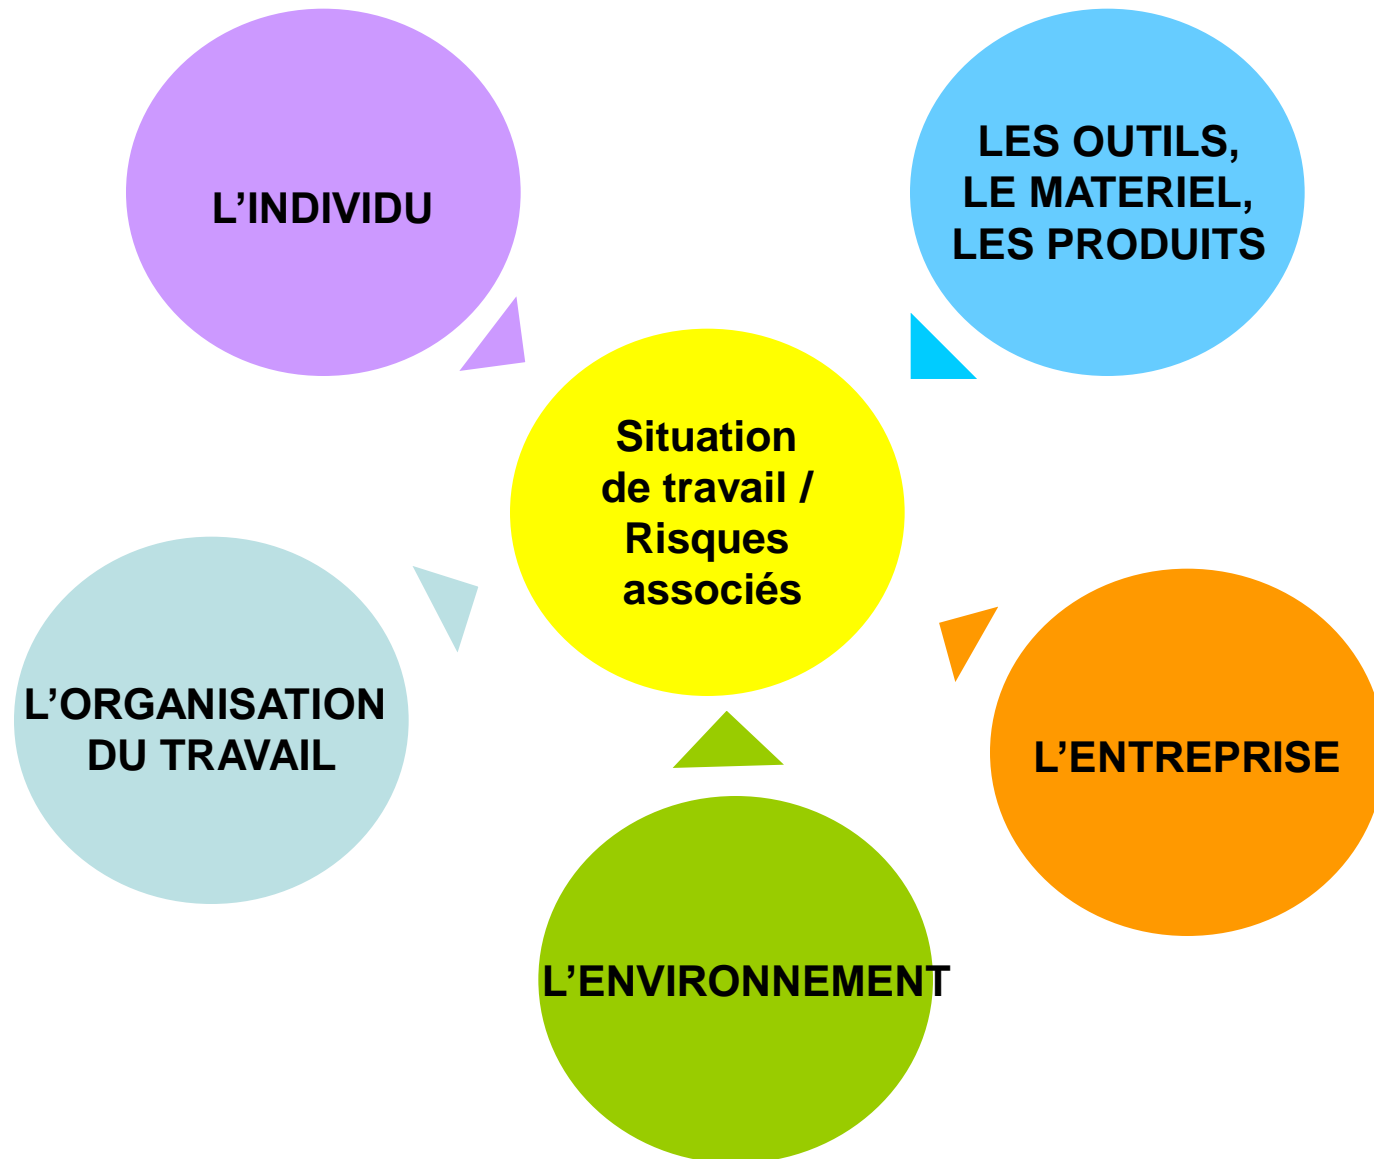 L’INDIVIDU
LES OUTILS,
LE MATERIEL,
LES PRODUITS
Situation
de travail /
Risques
associés
L’ORGANISATION
DU TRAVAIL
L’ENTREPRISE
L’ENVIRONNEMENT